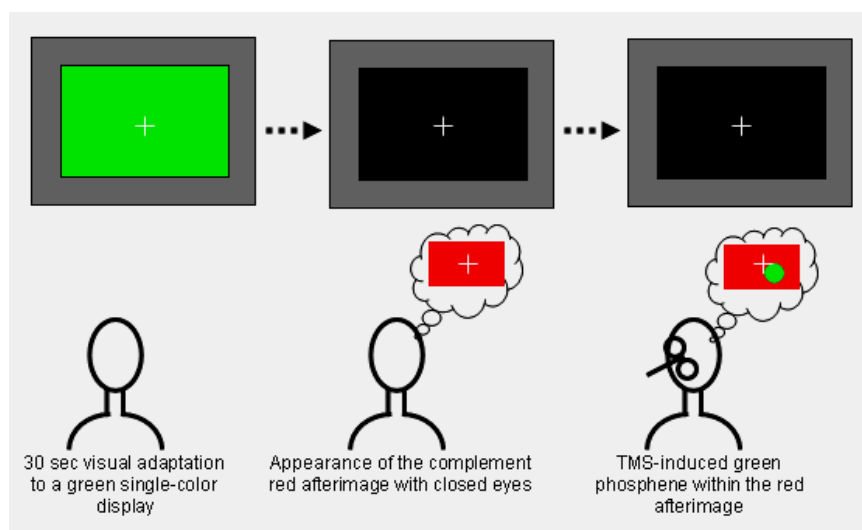 30 sec visual adaptation
to a green single-color
display
Appearance of the complement
red afterimage with closed eyes
TMS-induced green
phosphene within the red
afterimage